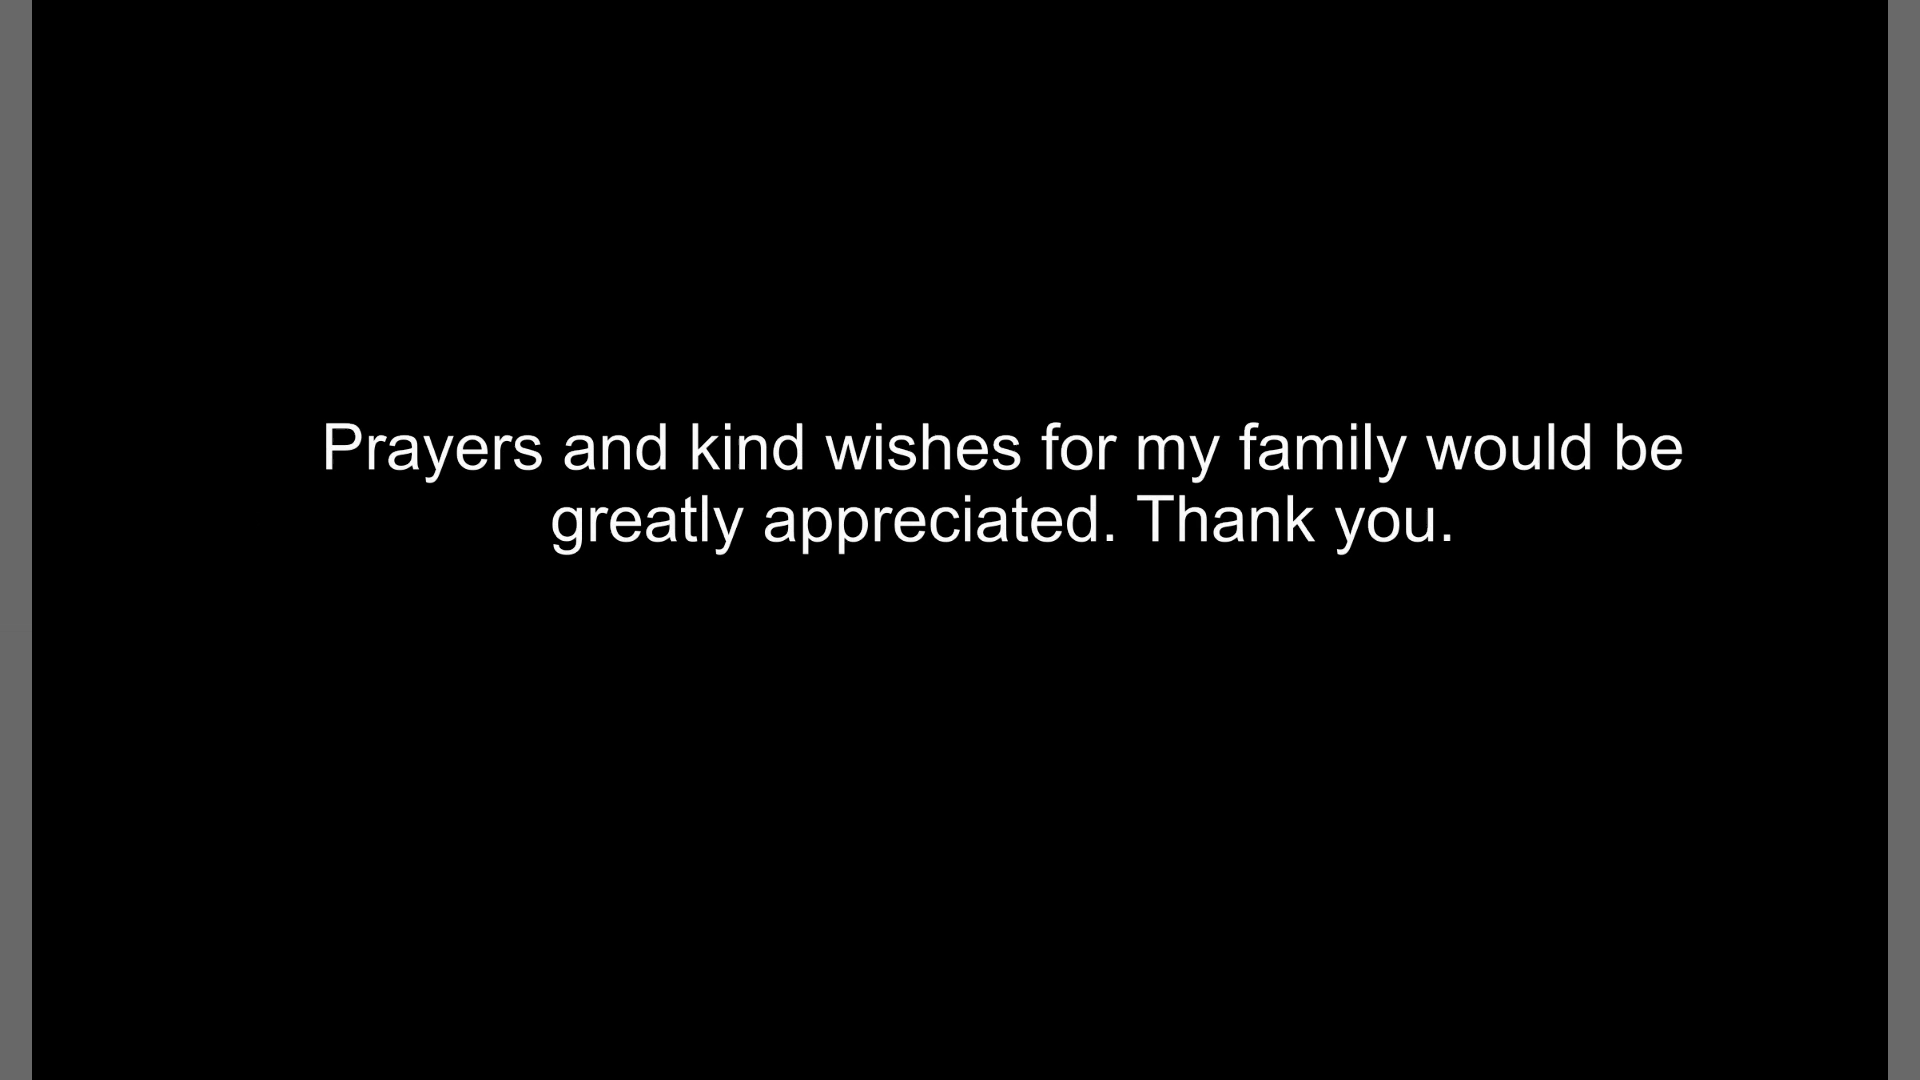 Prayers and kind wishes for my family would be
greatly appreciated. Thank you.